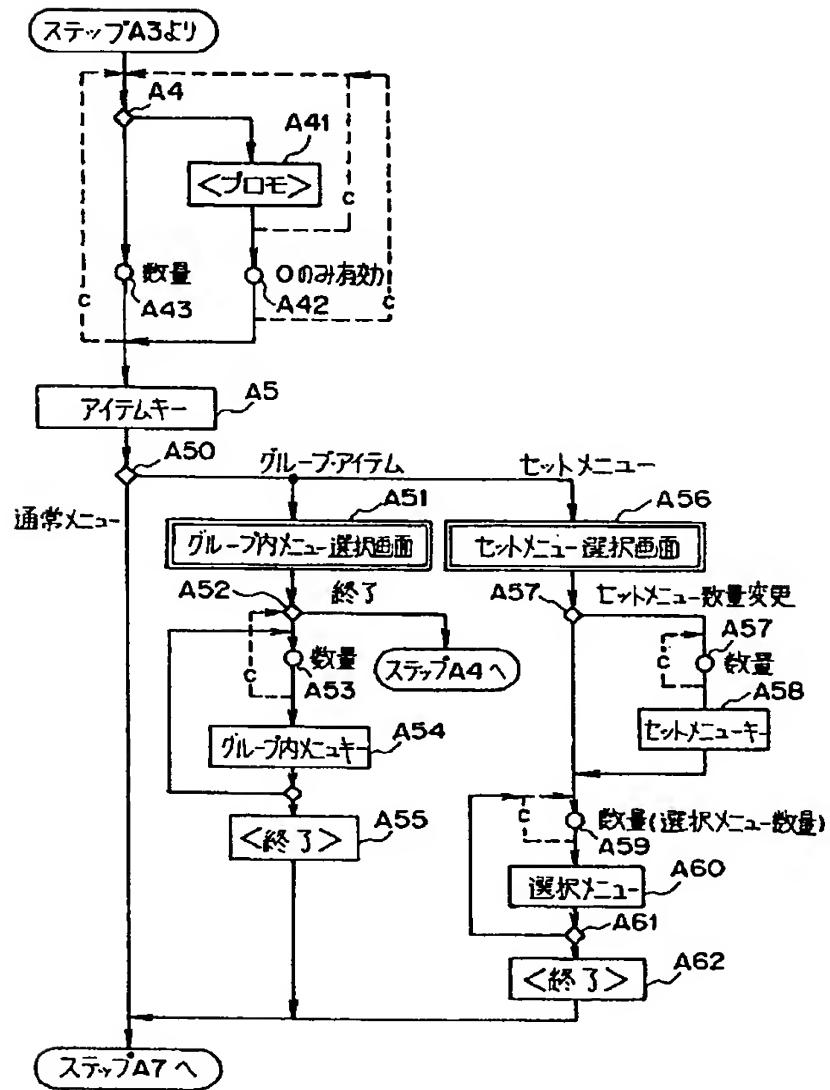 ステップA3より
A4
A41
<プロモ>
C
数量
A43
0のみ有効
A42
C
C
アイテムキー
A5
A50
通常メニュー
グループ・アイテム
セットメニュー
A51
グループ内メニュー選択画面
A56
セットメニュー選択画面
A52
終了
A57
セットメニュー数量変更
C
数量
A53
ステップA4へ
A57
C
数量
A58
セットメニューキー
グループ内メニュキー
A54
<終了>
A55
C
数量(選択メニュー数量)
A59
選択メニュー
A60
A61
<終了>
A62
ステップA7へ